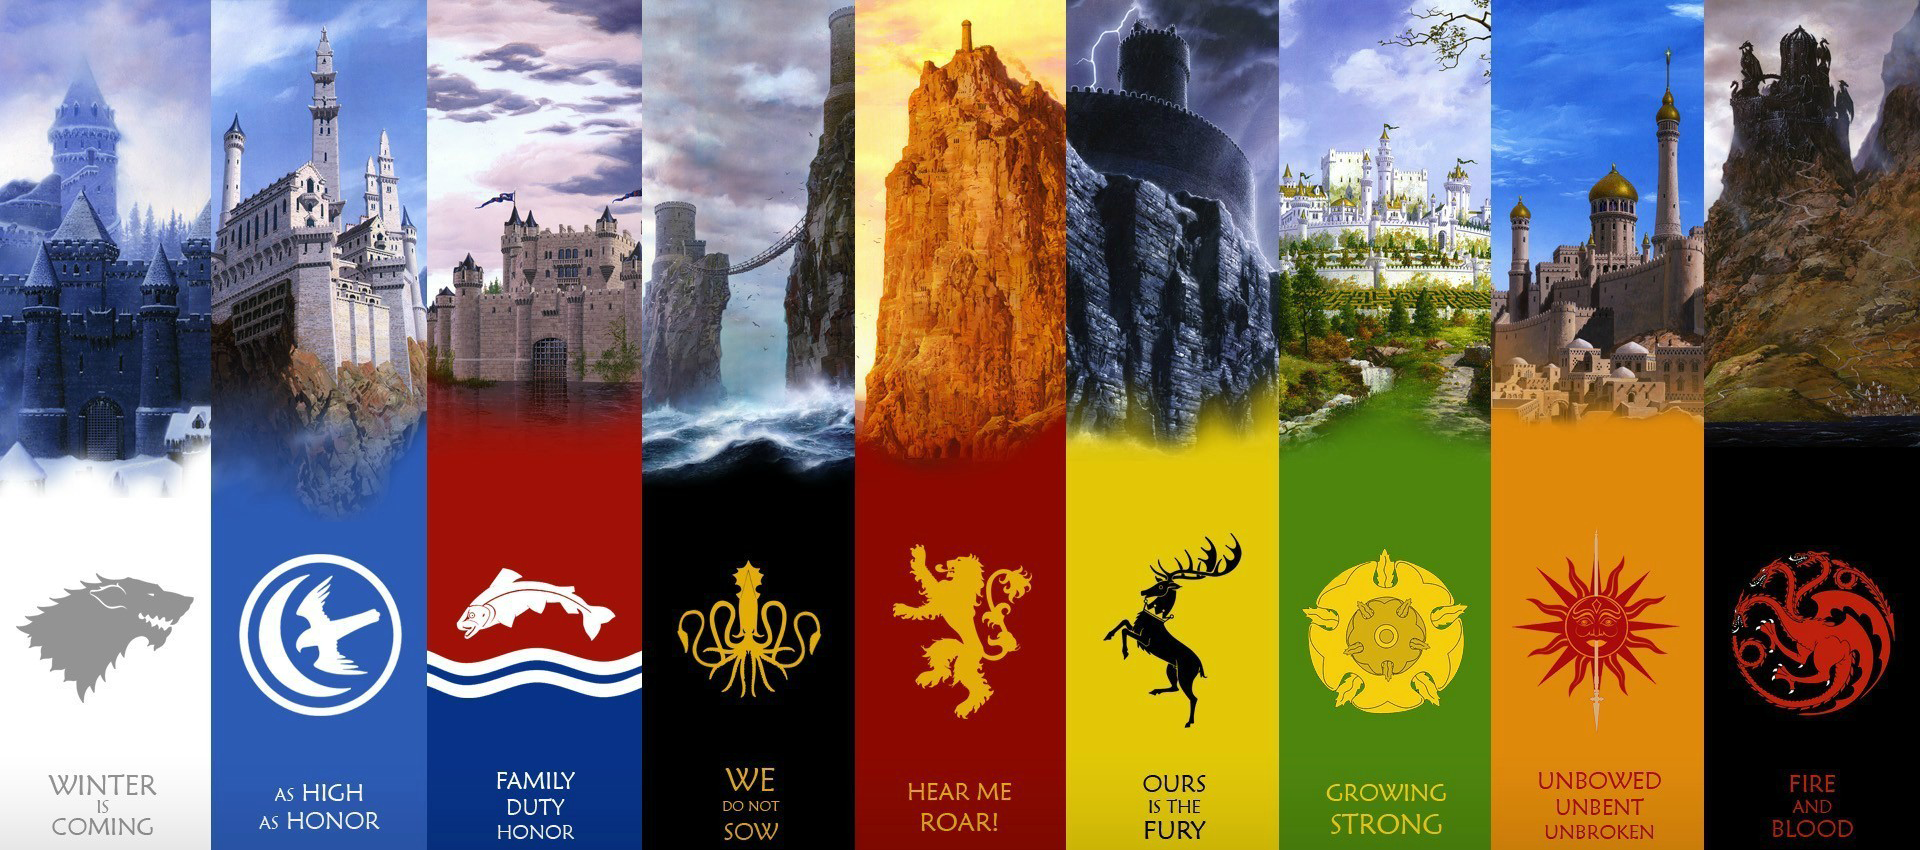 WINTER
IS
COMING
AS HIGH
AS HONOR
FAMILY
DUTY
HONOR
WE
DO NOT
SOW
HEAR ME
ROAR!
OURS
IS THE
FURY
GROWING
STRONG
UNBOWED
UNBENT
UNBROKEN
FIRE
AND
BLOOD